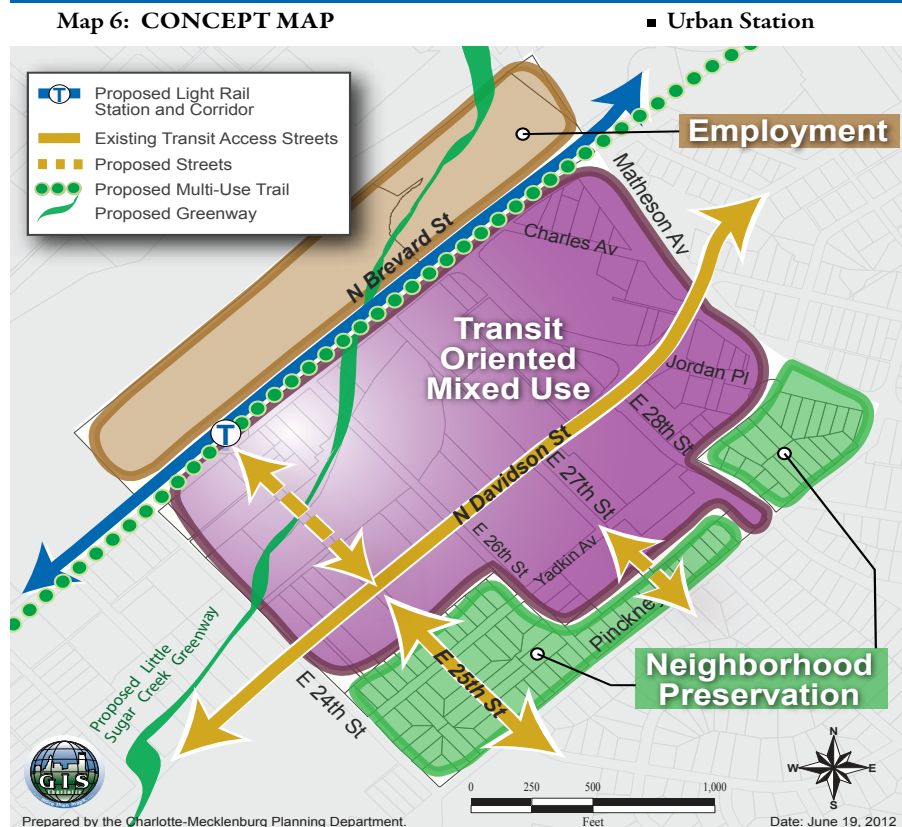 Map 6: CONCEPT MAP
▪ Urban Station
T
Proposed Light Rail
Station and Corridor
Existing Transit Access Streets
Proposed Streets
Proposed Multi-Use Trail
Proposed Greenway
Employment
Matheson Av
Charles Av
N Brevard St
Transit
Oriented
Mixed Use
Jordan Pl
E 28th St
T
N Davidson St
E 27th St
E 26th St
Yadkin Av
Pinckney
Neighborhood
Preservation
E 25th St
E 24th St
Proposed Little
Sugar Creek Greenway
GIS
Charlotte
more than maps
N
W
E
S
0 250 500 1,000
Feet
Prepared by the Charlotte-Mecklenburg Planning Department.
Date: June 19, 2012